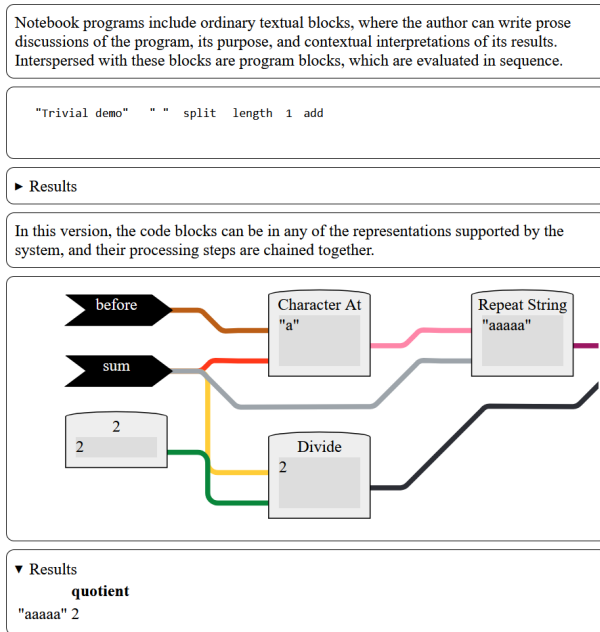 Notebook programs include ordinary textual blocks, where the author can write prose
discussions of the program, its purpose, and contextual interpretations of its results.
Interspersed with these blocks are program blocks, which are evaluated in sequence.
"Trivial demo" " " split length 1 add
▶ Results
In this version, the code blocks can be in any of the representations supported by the
system, and their processing steps are chained together.
before
Character At
"a"
Repeat String
"aaaaa"
sum
2
2
Divide
2
▼ Results
quotient
"aaaaa" 2